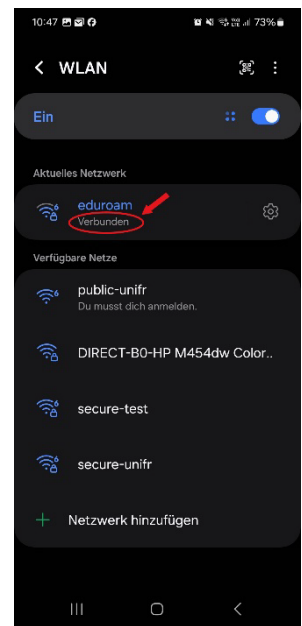 10:47 73%
WLAN
Ein
Aktuelles Netzwerk
eduroam
Verbunden
Verfügbare Netze
public-unifr
Du musst dich anmelden.
DIRECT-B0-HP M454dw Color..
secure-test
secure-unifr
Netzwerk hinzufügen